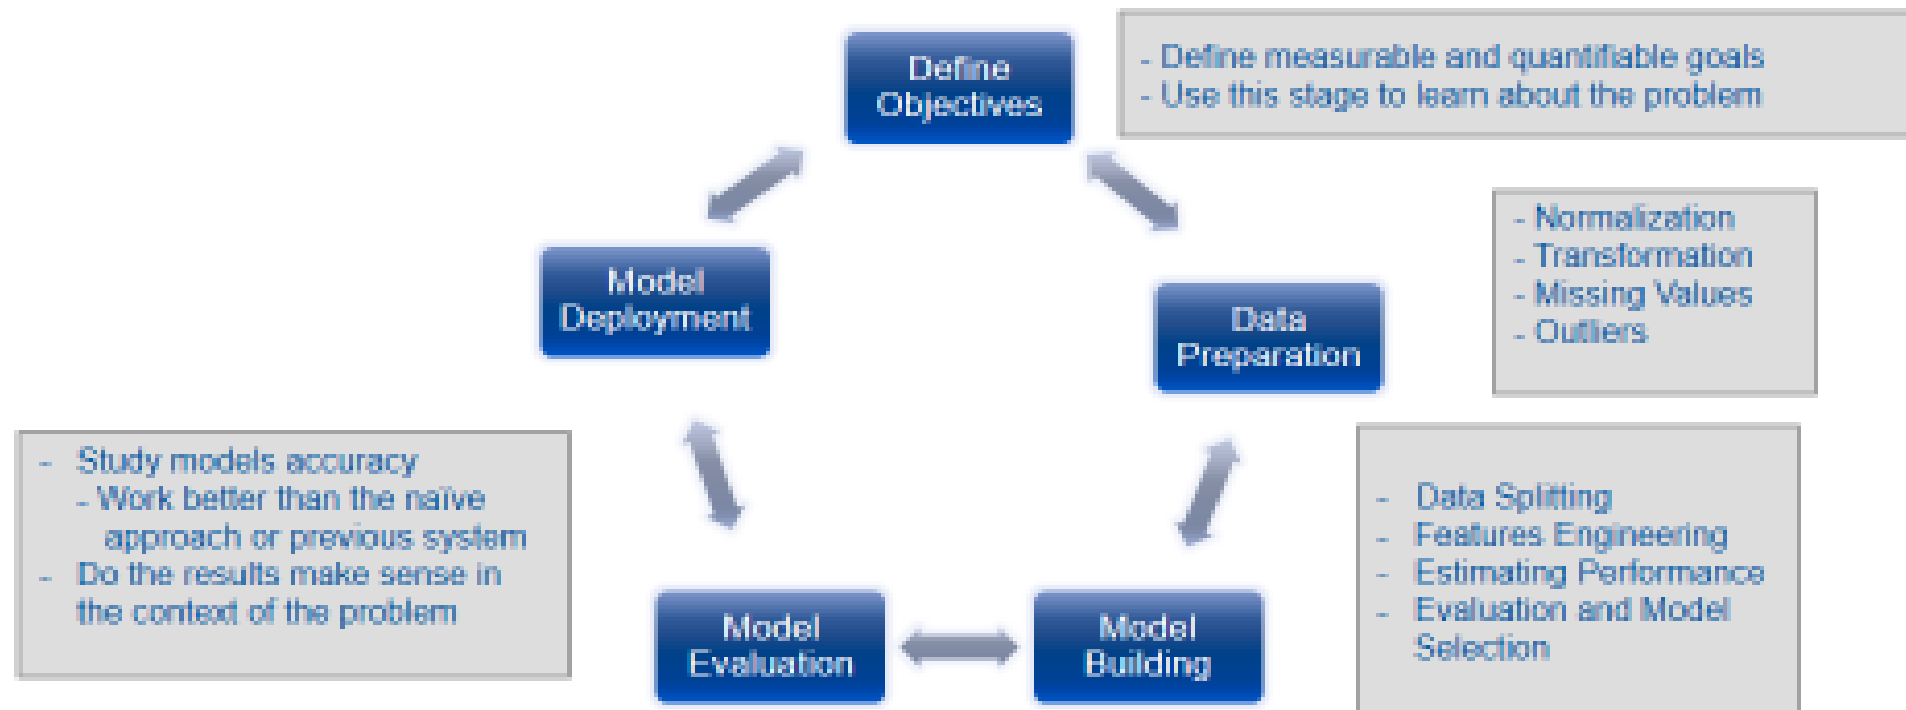 Define
Objectives
- Define measurable and quantifiable goals
- Use this stage to learn about the problem
Model
Deployment
Data
Preparation
- Normalization
- Transformation
- Missing Values
- Outliers
- Study models accuracy
- Work better than the naïve
approach or previous system
- Do the results make sense in
the context of the problem
Model
Evaluation
Model
Building
- Data Splitting
- Features Engineering
- Estimating Performance
- Evaluation and Model
Selection